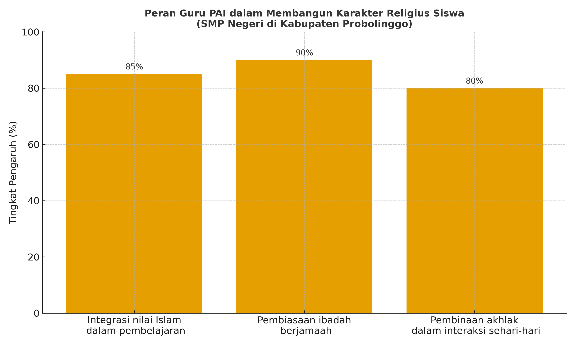 Peran Guru PAI dalam Membangun Karakter Religius Siswa
(SMP Negeri di Kabupaten Probolinggo)
100
80
60
40
20
0
Tingkat Pengaruh (%)
85%
90%
80%
Integrasi nilai Islam
dalam pembelajaran
Pembiasaan ibadah
berjamaah
Pembinaan akhlak
dalam interaksi sehari-hari